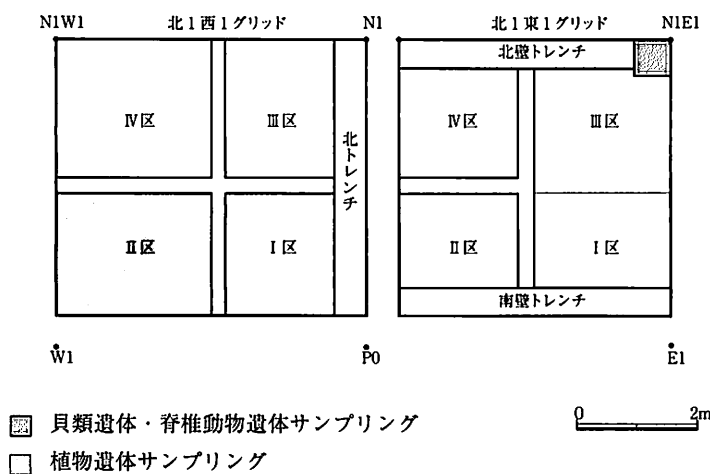 N1W1 北1西1グリッド N1 北1東1グリッド N1E1
北壁トレンチ
Ⅳ区 Ⅲ区 北トレンチ Ⅳ区 Ⅲ区
Ⅱ区 Ⅰ区 Ⅱ区 Ⅰ区
南壁トレンチ
W1 P0 E1
貝類遺体・脊椎動物遺体サンプリング
0 2m
植物遺体サンプリング